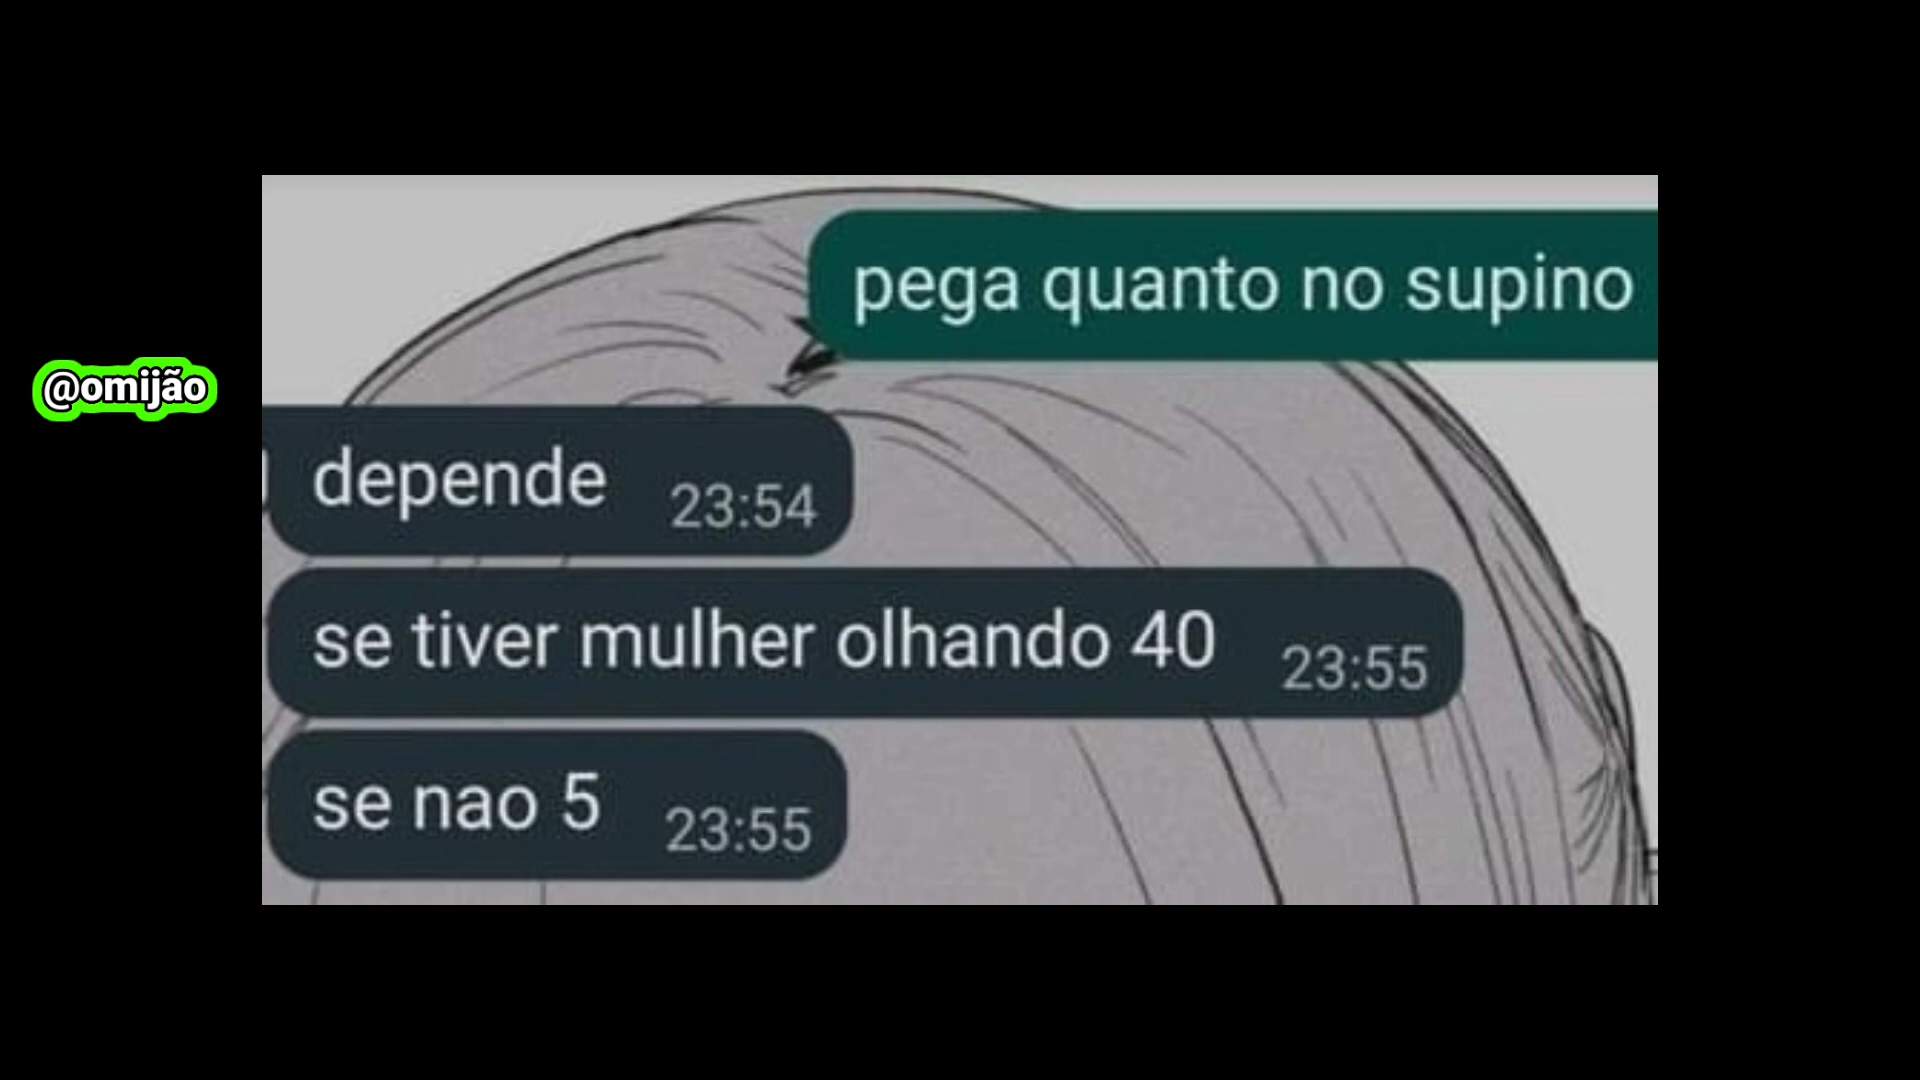 pega quanto no supino
@omijão
depende 23:54
se tiver mulher olhando 40 23:55
se nao 5 23:55